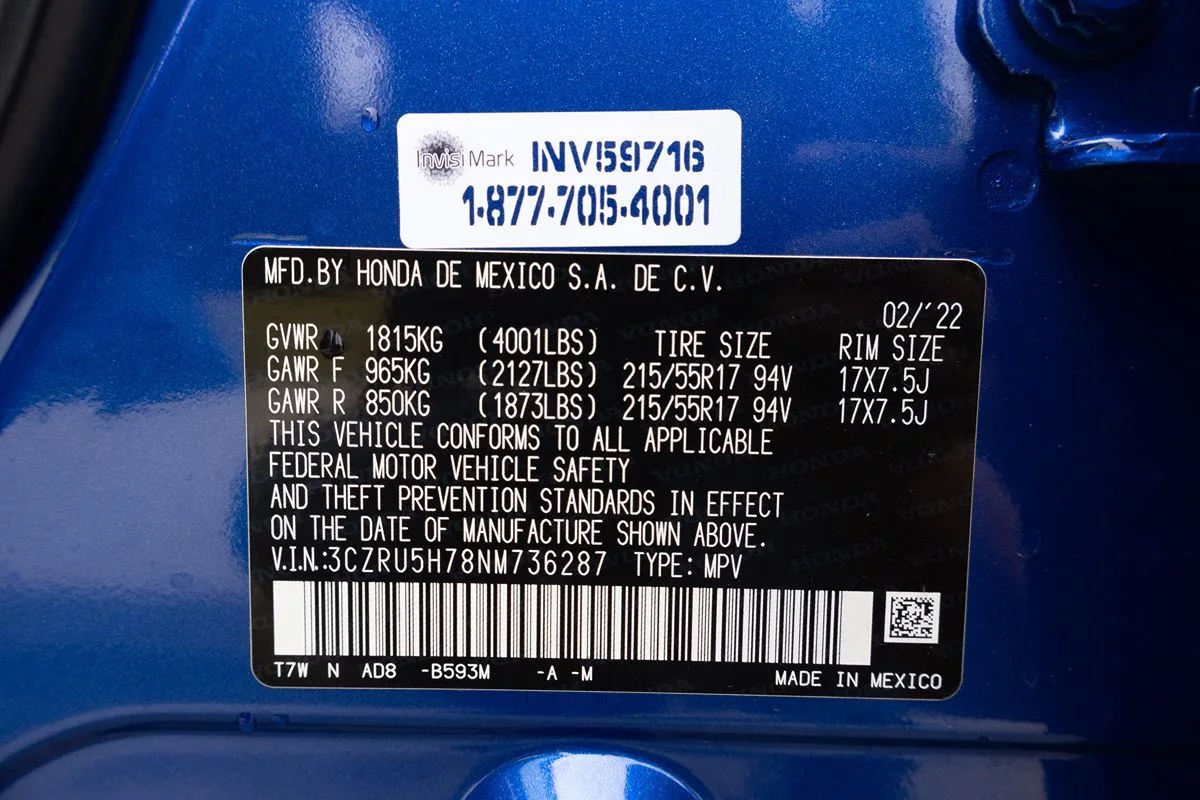 InvisiMark INV59716
1-877-705-4001
MFD.BY HONDA DE MEXICO S.A. DE C.V.
02/'22
GVWR 1815KG (4001LBS) TIRE SIZE RIM SIZE
GAWR F 965KG (2127LBS) 215/55R17 94V 17X7.5J
GAWR R 850KG (1873LBS) 215/55R17 94V 17X7.5J
THIS VEHICLE CONFORMS TO ALL APPLICABLE
FEDERAL MOTOR VEHICLE SAFETY
AND THEFT PREVENTION STANDARDS IN EFFECT
ON THE DATE OF MANUFACTURE SHOWN ABOVE.
V.I.N.:3CZRU5H78NM736287 TYPE: MPV
T7W N AD8 -B593M -A -M MADE IN MEXICO